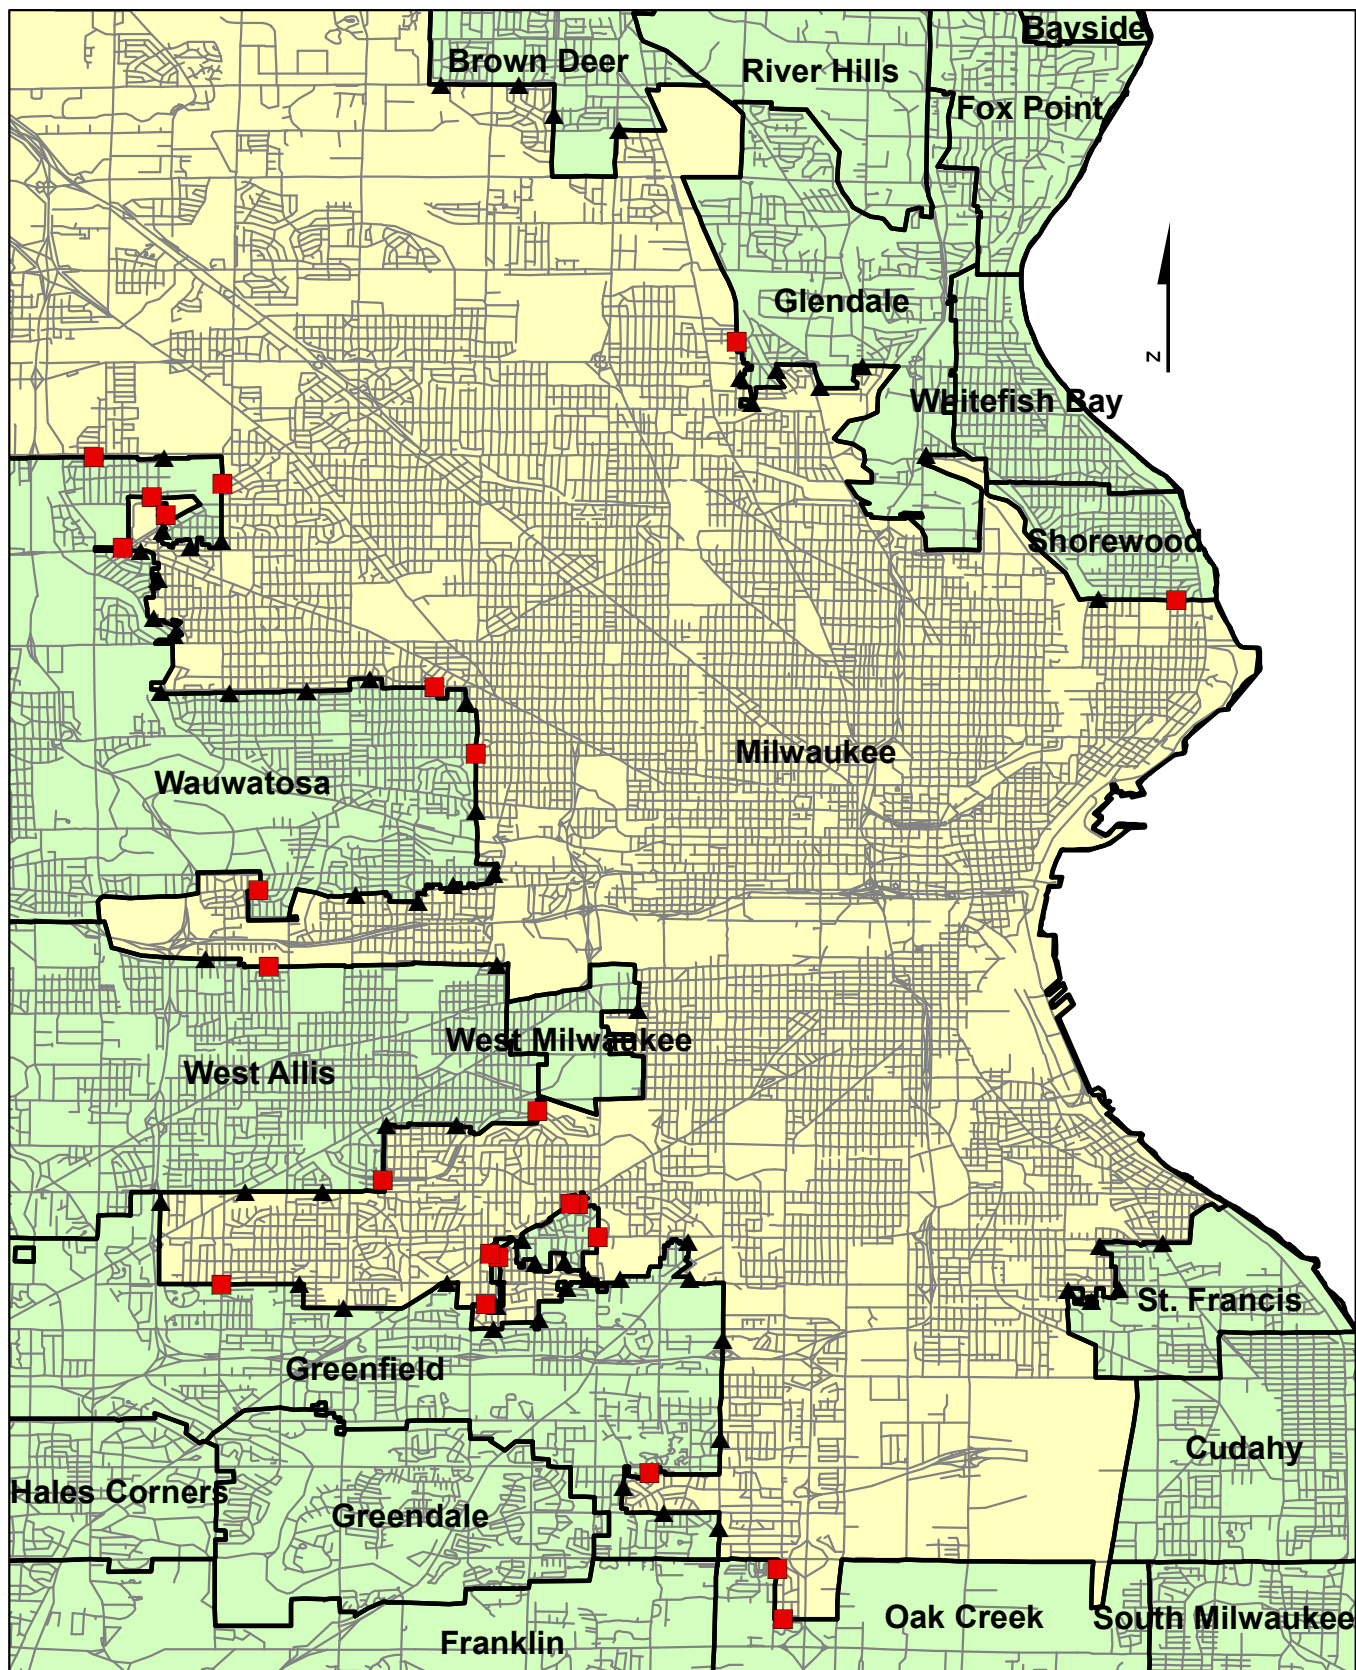 Bayside
Brown Deer
River Hills
Fox Point
Glendale
N
Whitefish Bay
Shorewood
Milwaukee
Wauwatosa
West Milwaukee
West Allis
St. Francis
Greenfield
Cudahy
Hales Corners
Greendale
Oak Creek
South Milwaukee
Franklin